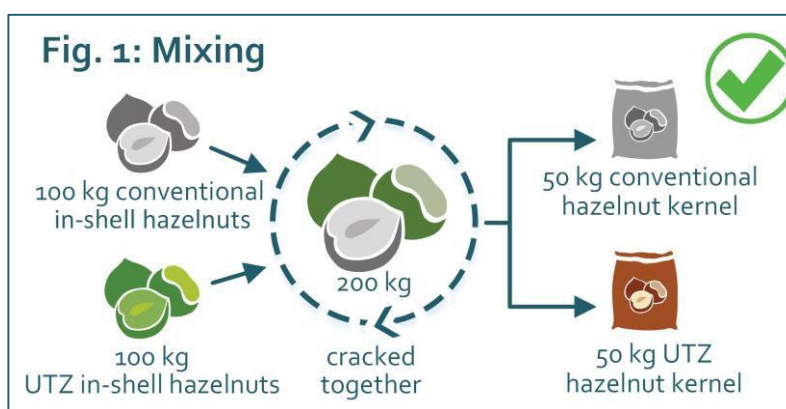 Fig. 1: Mixing
100 kg conventional
in-shell hazelnuts
100 kg
UTZ in-shell hazelnuts
200 kg
cracked
together
50 kg conventional
hazelnut kernel
50 kg UTZ
hazelnut kernel